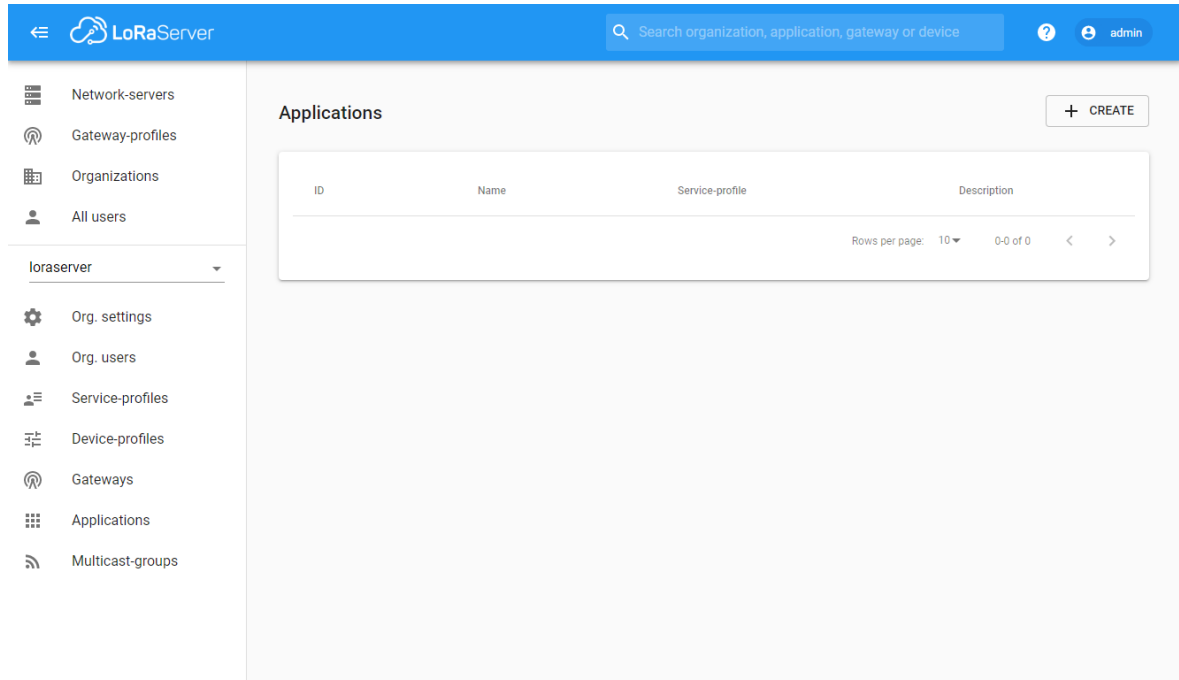 LoRaServer
Search organization, application, gateway or device
?
admin
Network-servers
Gateway-profiles
Organizations
All users
loraserver
Org. settings
Org. users
Service-profiles
Device-profiles
Gateways
Applications
Multicast-groups
Applications
+ CREATE
ID Name Service-profile Description
Rows per page: 10 0-0 of 0 < >